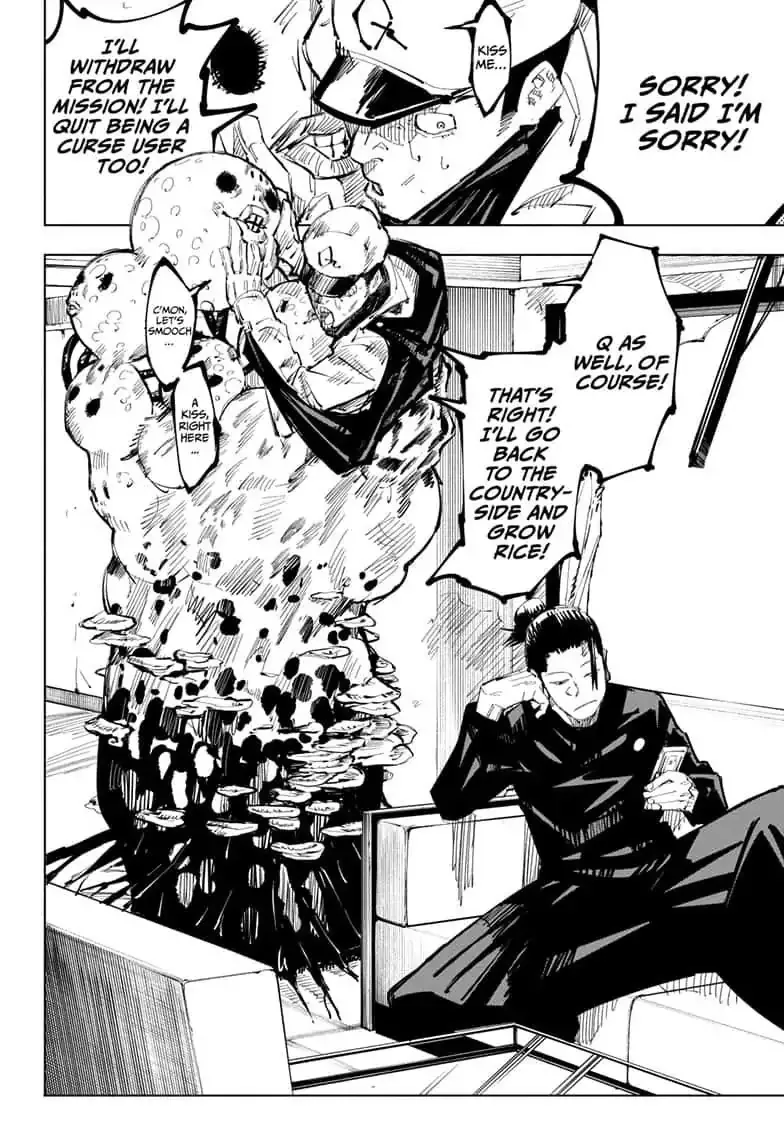 SORRY!
I SAID I'M
SORRY!
KISS
ME...
I'LL
WITHDRAW
FROM THE
MISSION! I'LL
QUIT BEING A
CURSE USER
TOO!
Q AS
WELL, OF
COURSE!
THAT'S
RIGHT!
I'LL GO
BACK
TO THE
COUNTRY-
SIDE AND
GROW
RICE!
C'MON,
LET'S
SMOOCH
...
A
KISS,
RIGHT
HERE
...
Q